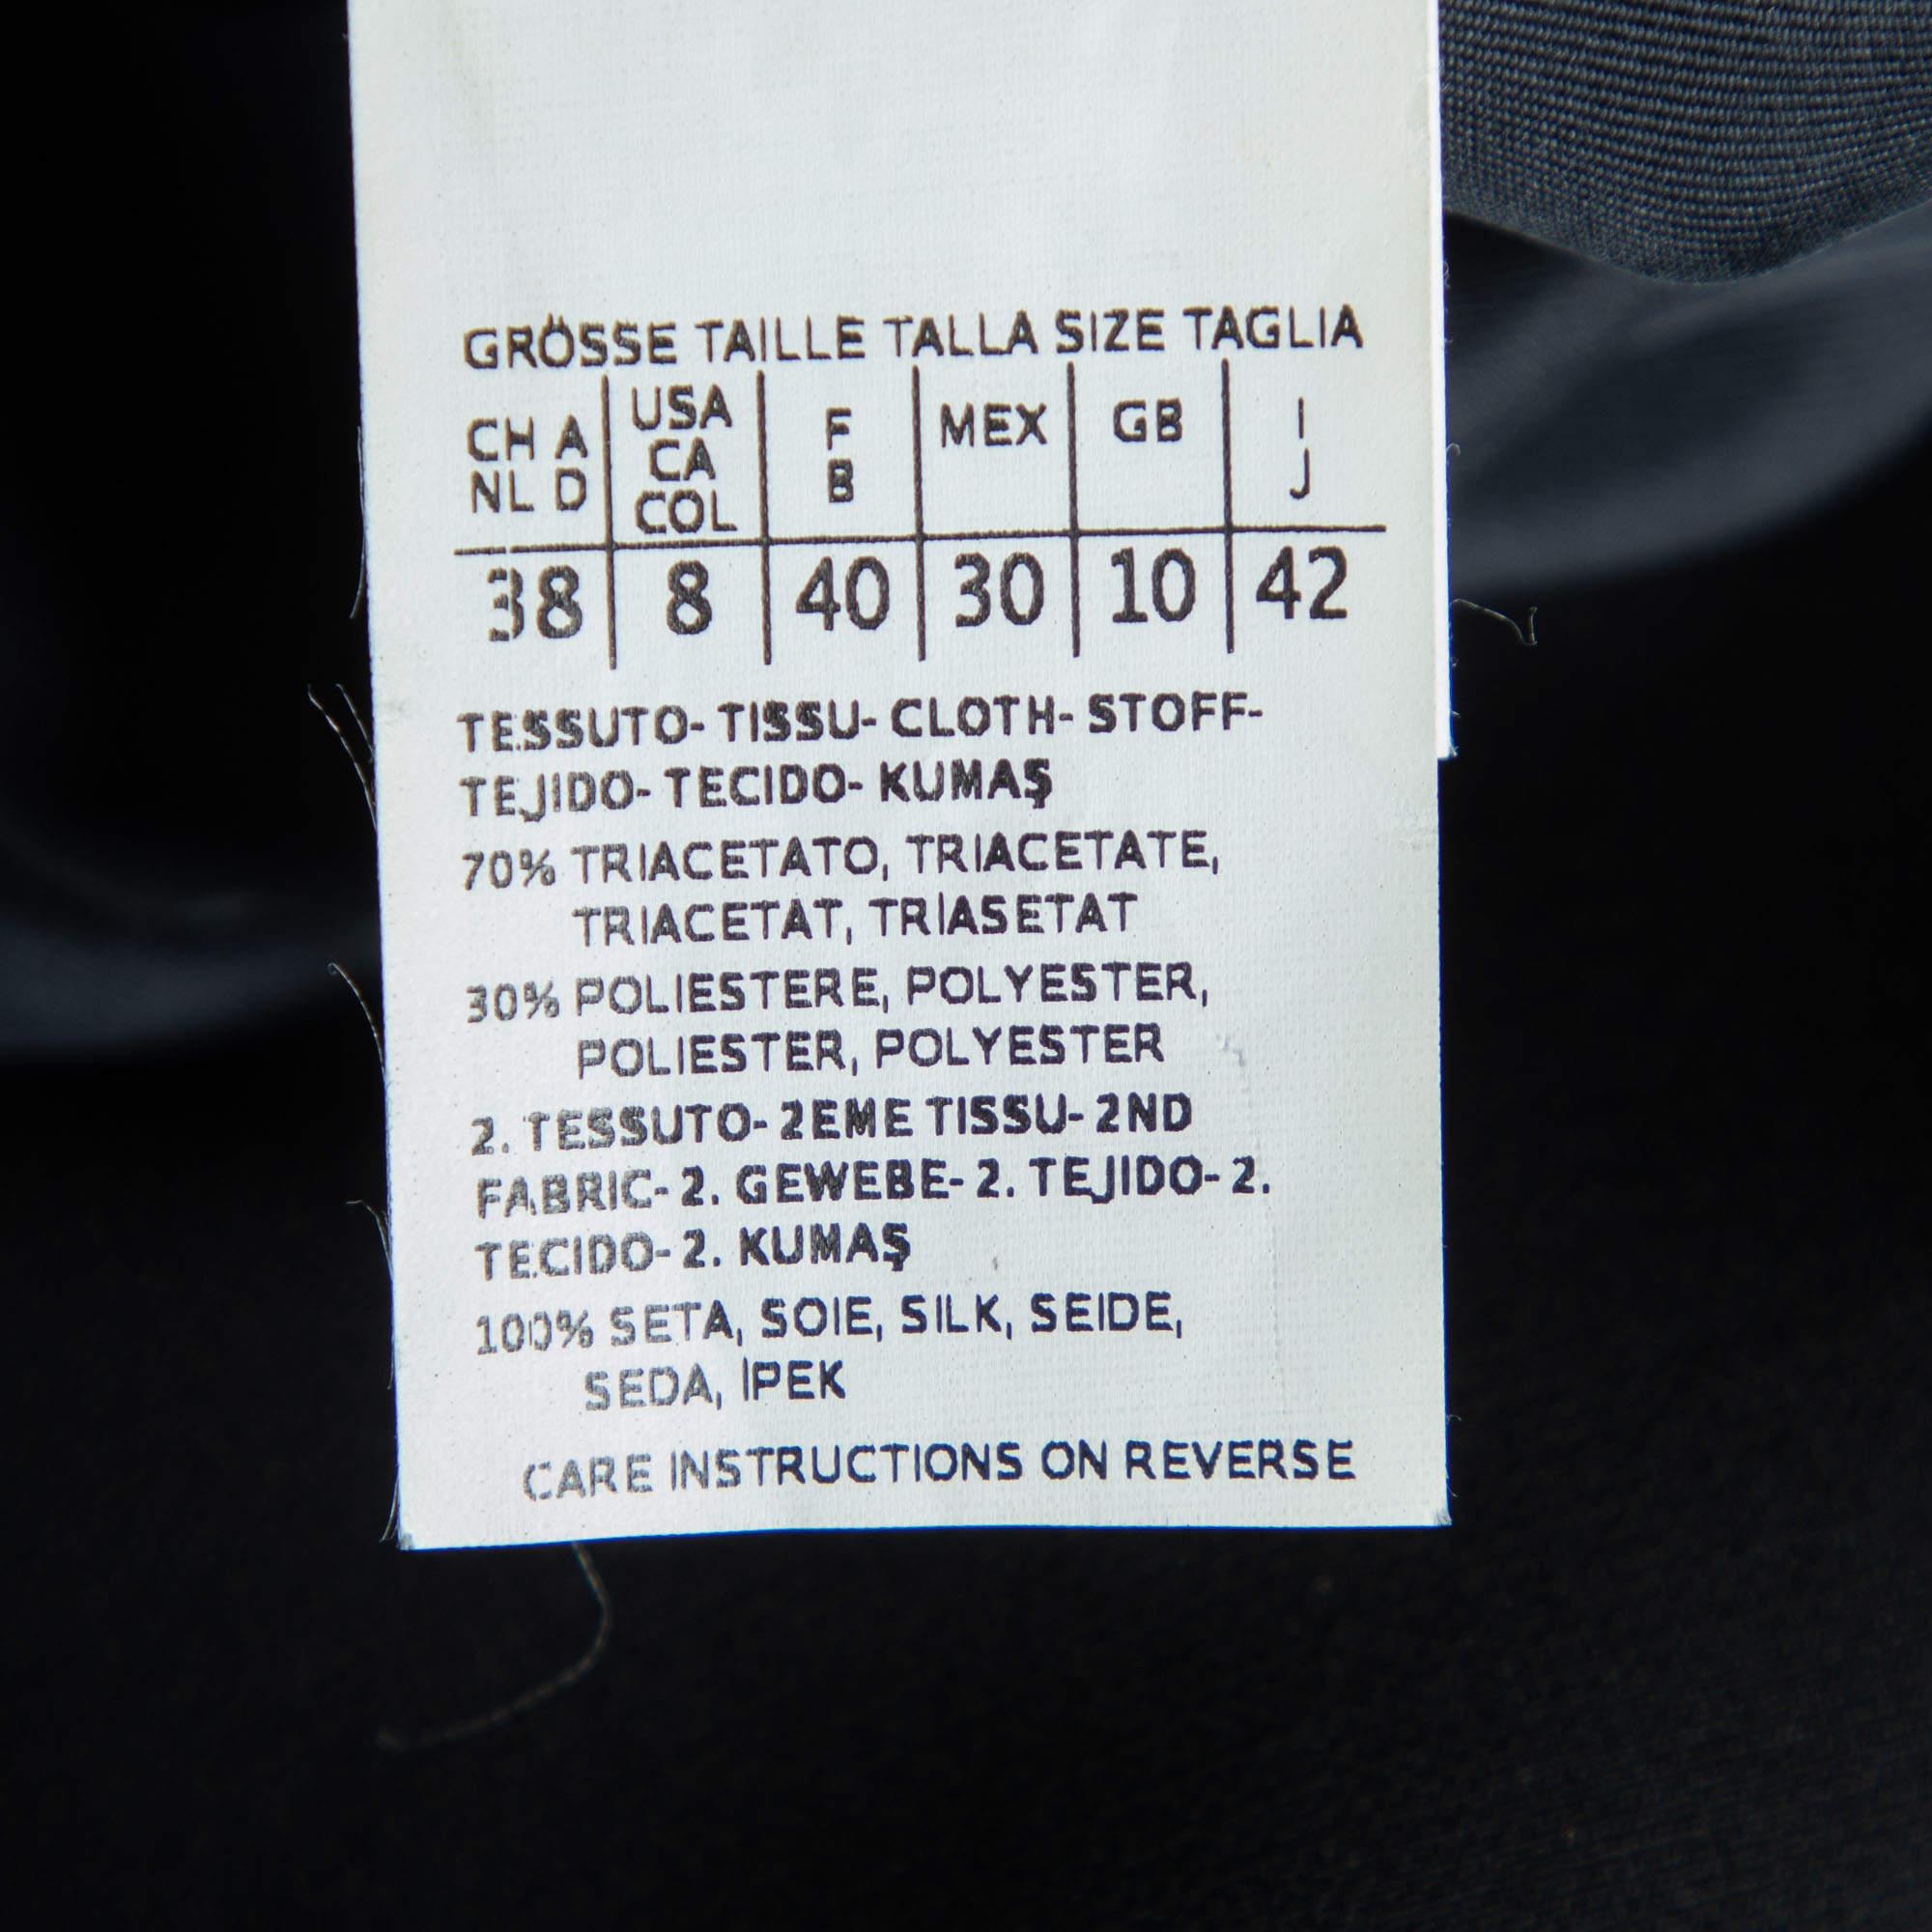 GRÖSSE TAILLE TALLA SIZE TAGLIA
CH A NL D | USA CA COL | F B | MEX | GB | I J
38 | 8 | 40 | 30 | 10 | 42
TESSUTO- TISSU- CLOTH- STOFF-
TEJIDO- TECIDO- KUMAŞ
70% TRIACETATO, TRIACETATE,
TRIACETAT, TRİASETAT
30% POLIESTERE, POLYESTER,
POLIESTER, POLYESTER
2. TESSUTO- 2EME TISSU- 2ND
FABRIC- 2. GEWEBE- 2. TEJIDO- 2.
TECIDO- 2. KUMAŞ
100% SETA, SOIE, SILK, SEIDE,
SEDA, İPEK
CARE INSTRUCTIONS ON REVERSE